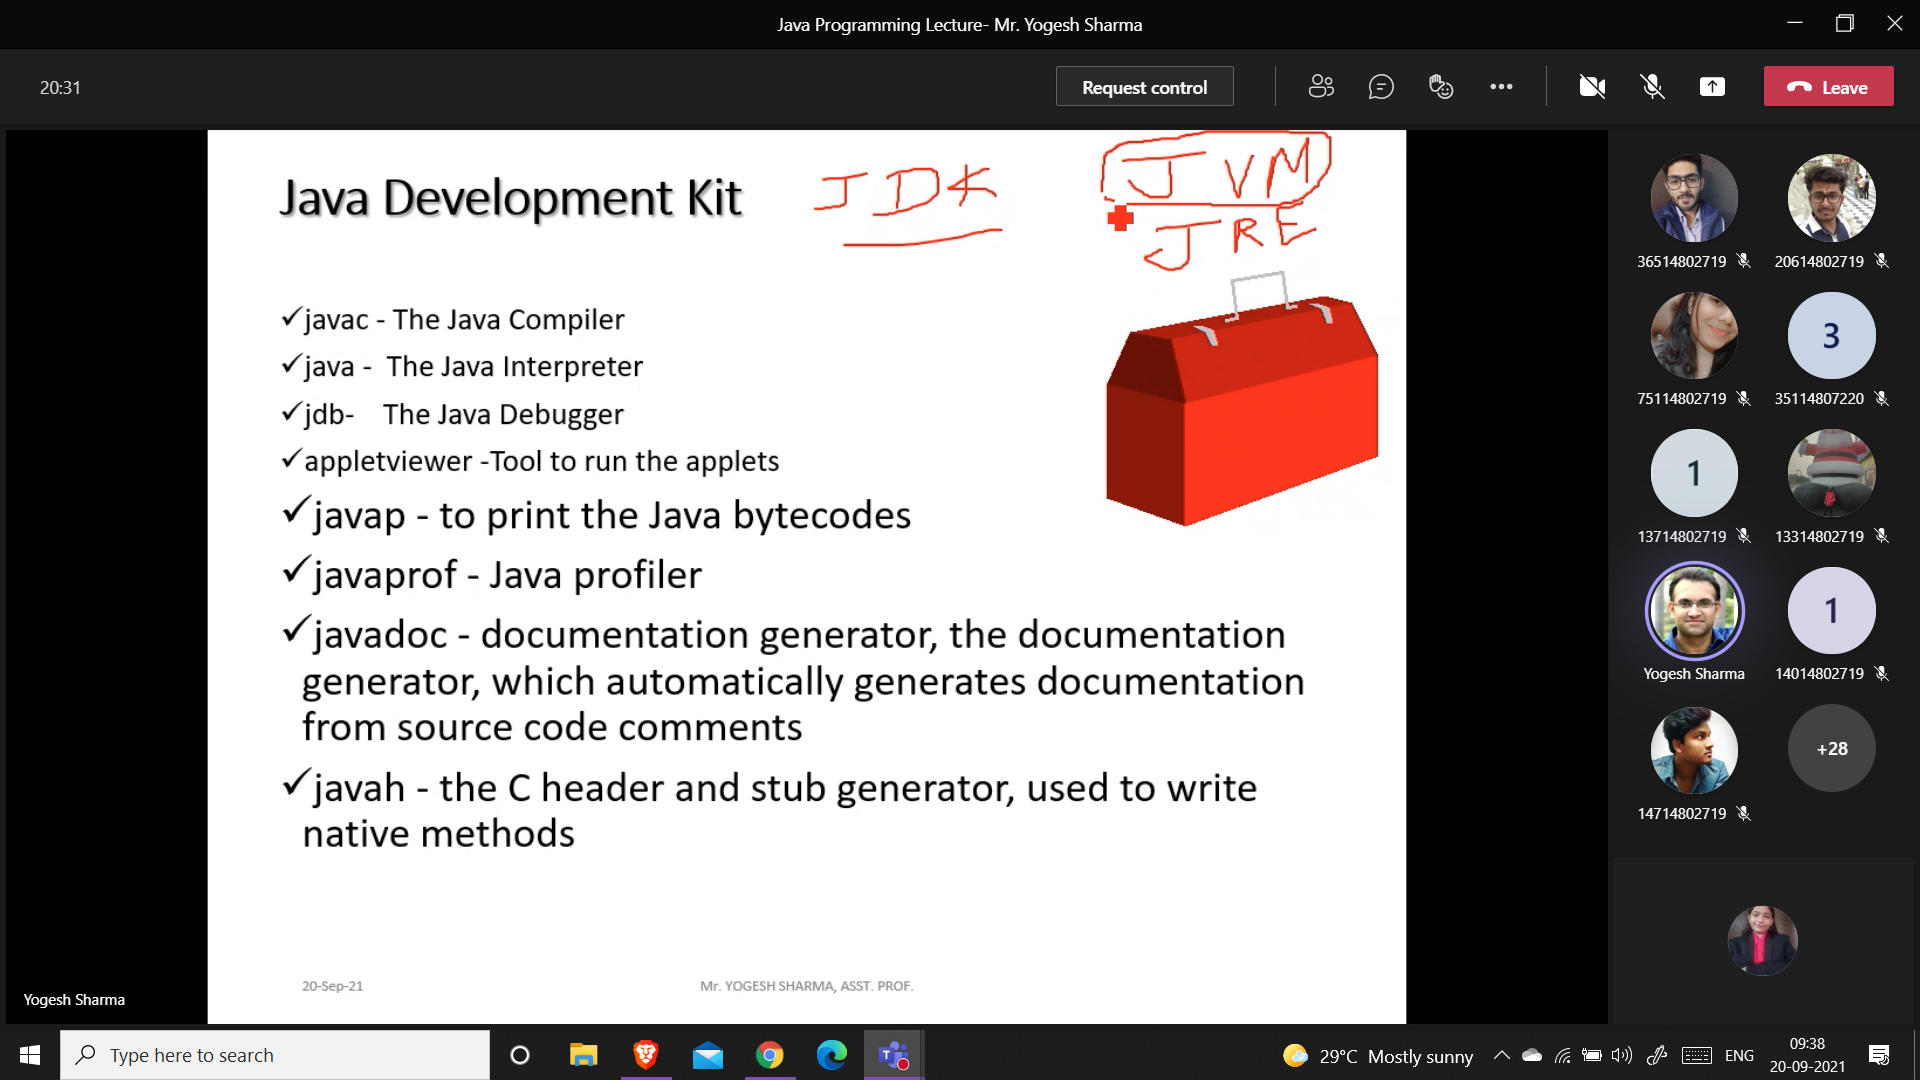 Java Programming Lecture- Mr. Yogesh Sharma
20:31
Request control
Leave
Java Development Kit
JDK
JVM
JRE
✓javac - The Java Compiler
✓java - The Java Interpreter
✓jdb- The Java Debugger
✓appletviewer -Tool to run the applets
✓javap - to print the Java bytecodes
✓javaprof - Java profiler
✓javadoc - documentation generator, the documentation
generator, which automatically generates documentation
from source code comments
✓javah - the C header and stub generator, used to write
native methods
20-Sep-21
Mr. YOGESH SHARMA, ASST. PROF.
Yogesh Sharma
36514802719
20614802719
75114802719
3
35114807220
1
13714802719
13314802719
Yogesh Sharma
1
14014802719
14714802719
+28
Type here to search
29°C Mostly sunny
ENG
09:38
20-09-2021